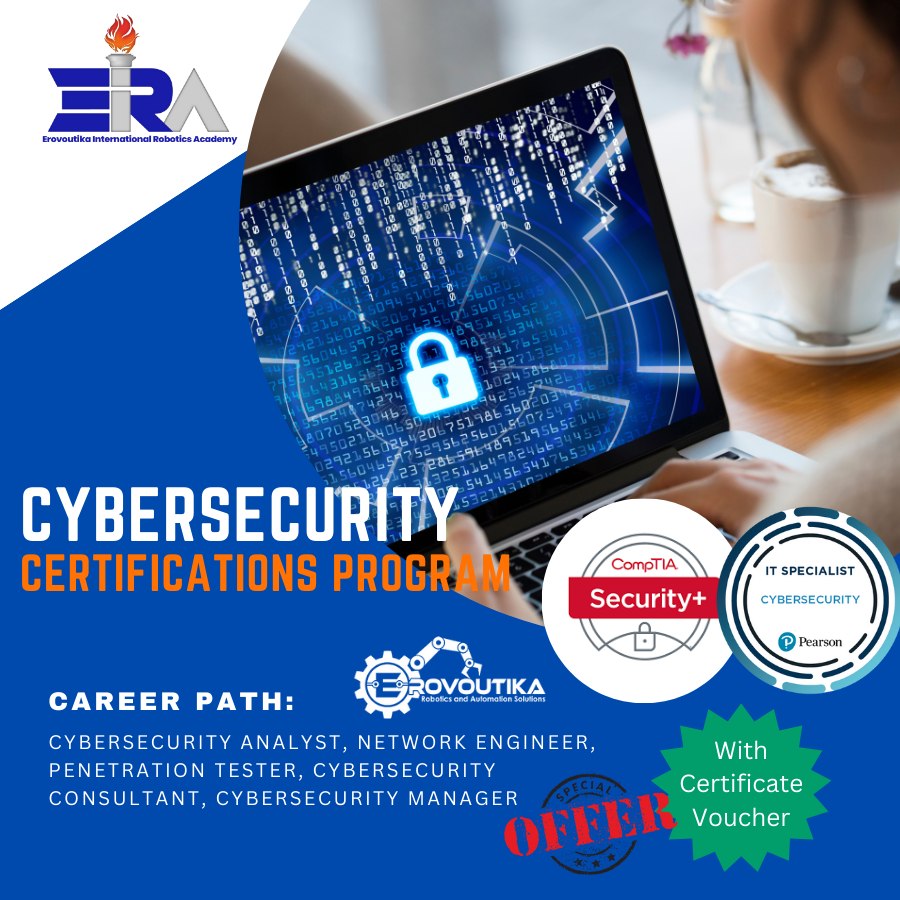 ERA
Erovoutika International Robotics Academy
CYBERSECURITY
CERTIFICATIONS PROGRAM
CompTIA
Security+
IT SPECIALIST
CYBERSECURITY
Pearson
EROVOUTIKA
Robotics and Automation Solutions
CAREER PATH:
CYBERSECURITY ANALYST, NETWORK ENGINEER,
PENETRATION TESTER, CYBERSECURITY
CONSULTANT, CYBERSECURITY MANAGER
SPECIAL
OFFER
With
Certificate
Voucher